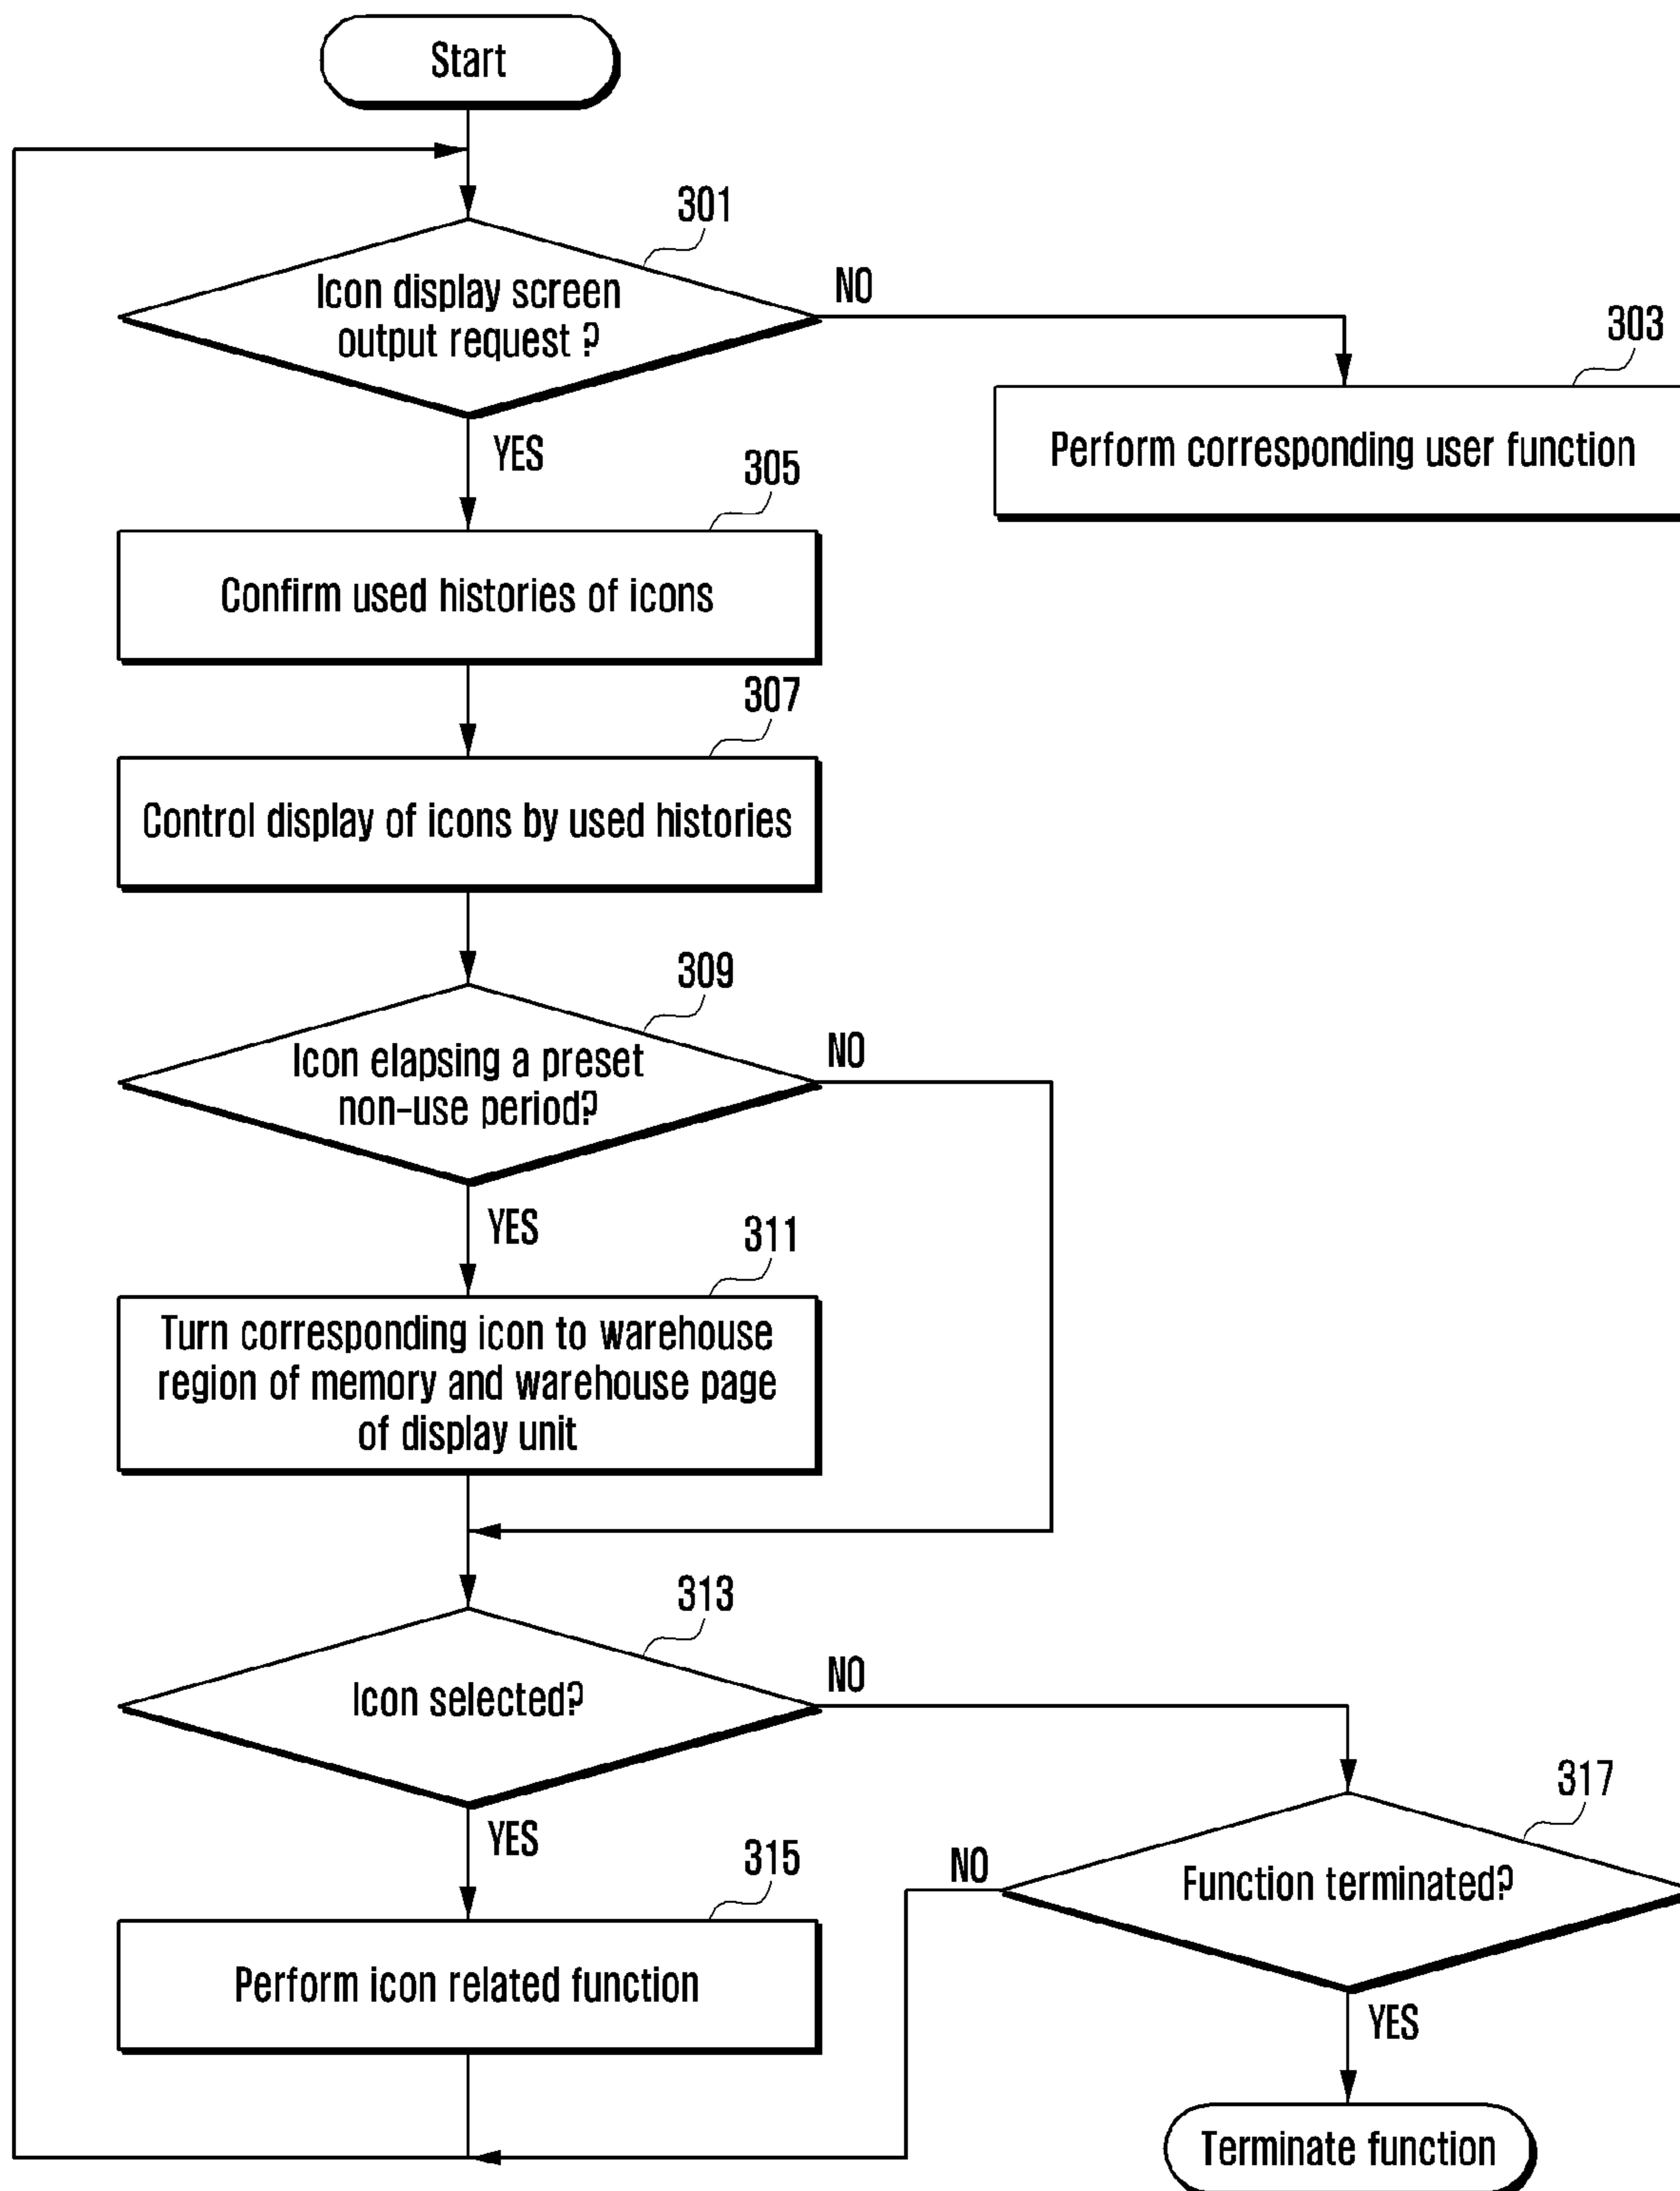 Start
301
Icon display screen
output request ?
NO
303
Perform corresponding user function
YES
305
Confirm used histories of icons
307
Control display of icons by used histories
309
Icon elapsing a preset
non-use period?
NO
YES
311
Turn corresponding icon to warehouse
region of memory and warehouse page
of display unit
313
Icon selected?
NO
317
Function terminated?
NO
YES
315
Perform icon related function
YES
Terminate function